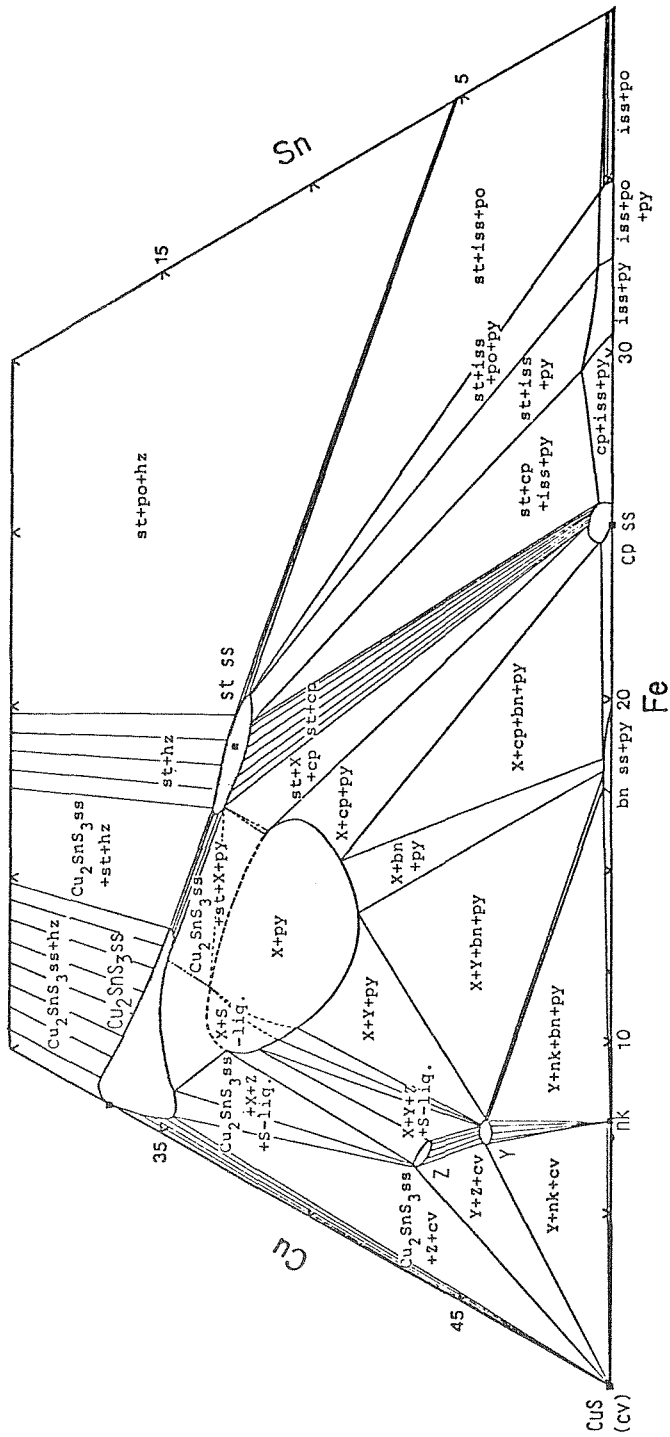 Sn
15
5
st+po+hz
st+hz
Cu₂SnS₃ss
+st+hz
Cu₂SnS₃ss+hz
Cu₂SnS₃ss
st ss
st+iss+po
st+iss
+po+py
st+iss
+py
st+cp
+iss+py
cp+iss+py
iss+po
iss+po
+py
iss+py
st+cp
st+X
+cp
Cu₂SnS₃ss
+st+X+py
X+py
X+S
-liq.
X+cp+py
X+cp+bn+py
X+bn
+py
X+Y+py
X+Y+bn+py
Cu₂SnS₃ss
+X+Z
+S-liq.
X+Y+Z
+S-liq.
Y+nk+bn+py
Cu₂SnS₃ss
+Z+cv
Z
Y
Y+Z+cv
Y+nk+cv
35
45
Cu
CuS
(cv)
nk
10
bn ss+py
20
cp ss
30
Fe